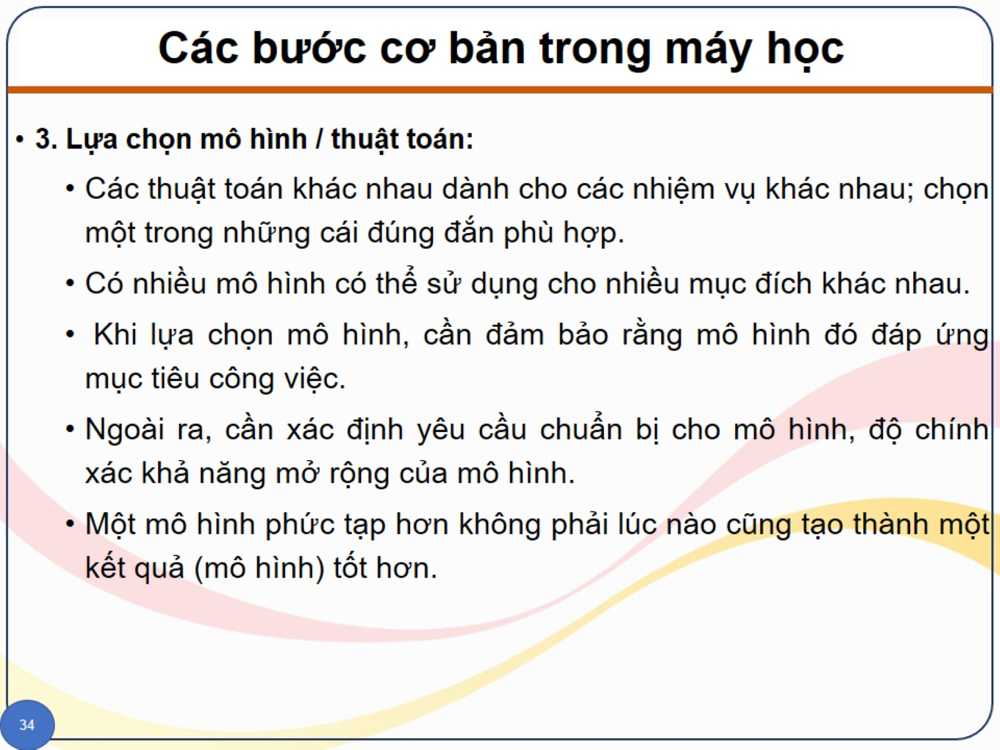 Các bước cơ bản trong máy học
• 3. Lựa chọn mô hình / thuật toán:
• Các thuật toán khác nhau dành cho các nhiệm vụ khác nhau; chọn
một trong những cái đúng đắn phù hợp.
• Có nhiều mô hình có thể sử dụng cho nhiều mục đích khác nhau.
• Khi lựa chọn mô hình, cần đảm bảo rằng mô hình đó đáp ứng
mục tiêu công việc.
• Ngoài ra, cần xác định yêu cầu chuẩn bị cho mô hình, độ chính
xác khả năng mở rộng của mô hình.
• Một mô hình phức tạp hơn không phải lúc nào cũng tạo thành một
kết quả (mô hình) tốt hơn.
34